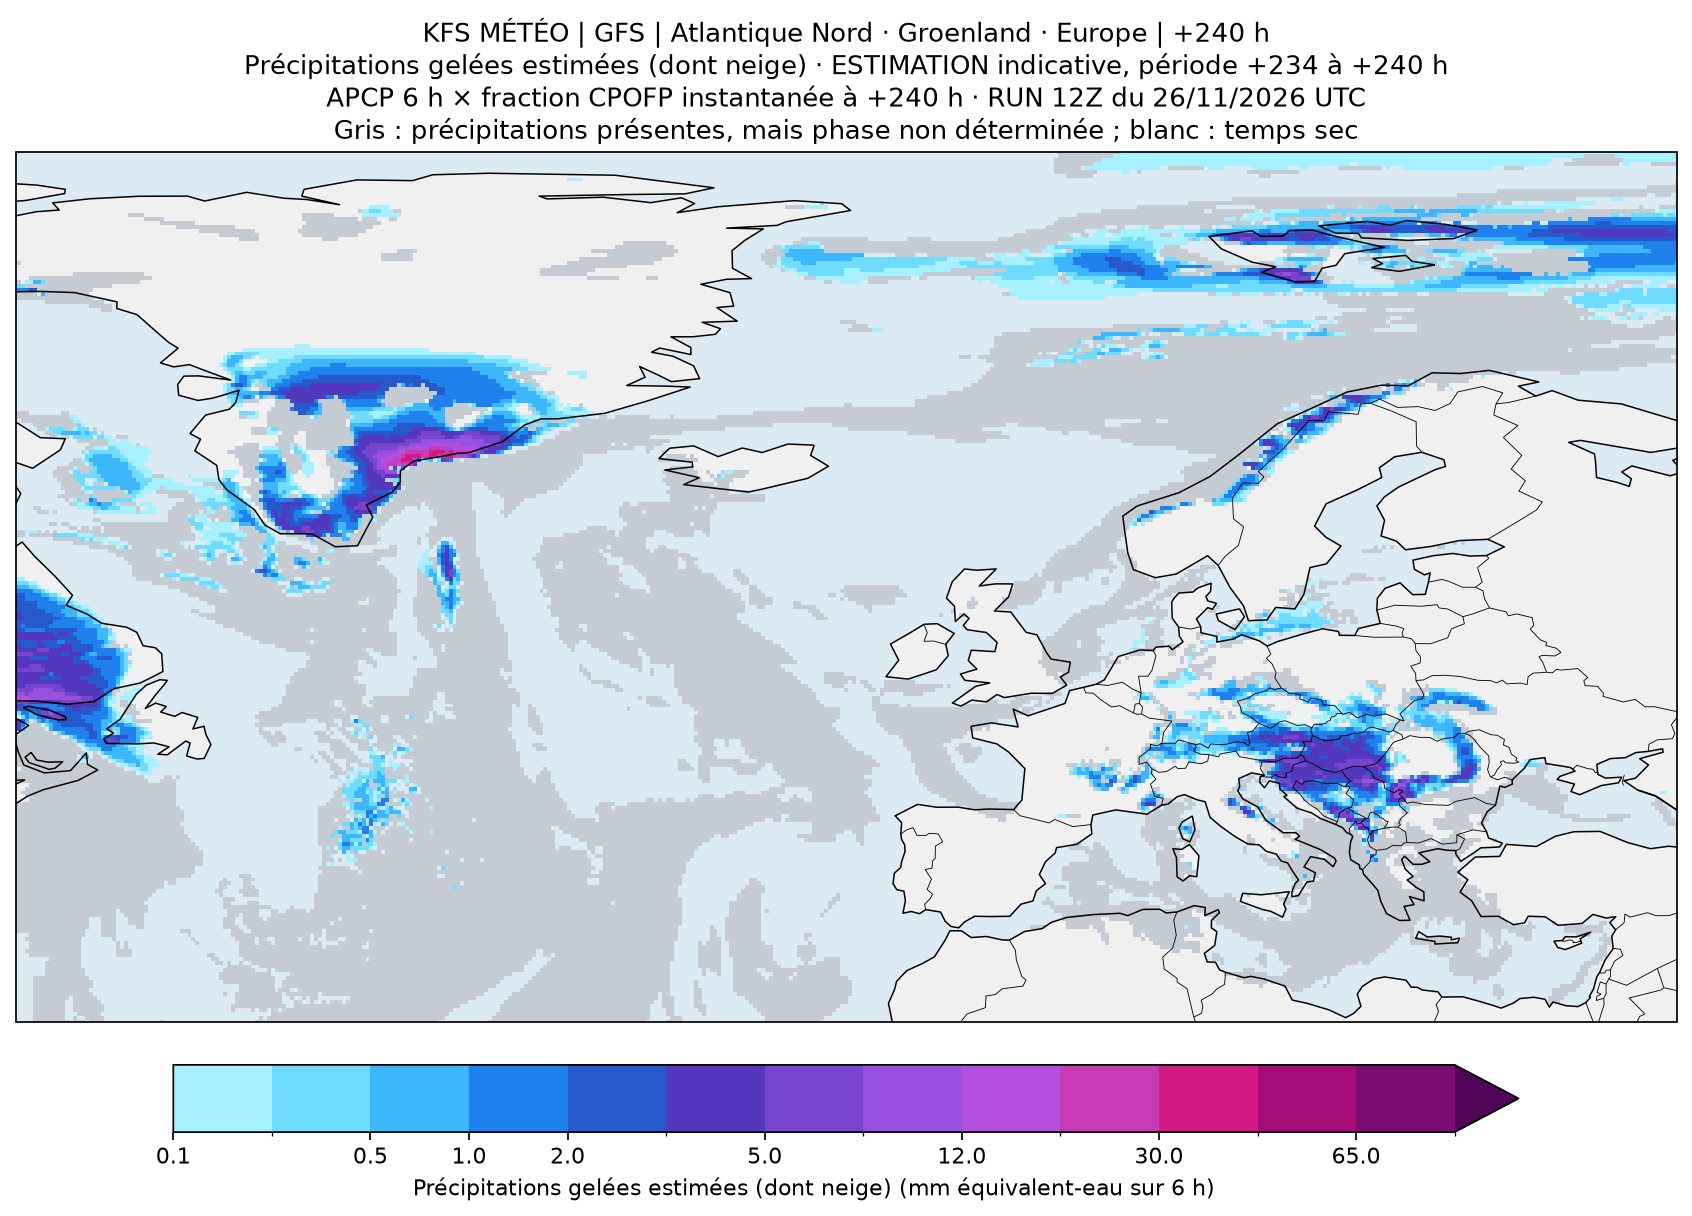 KFS MÉTÉO | GFS | Atlantique Nord · Groenland · Europe | +240 h
Précipitations gelées estimées (dont neige) · ESTIMATION indicative, période +234 à +240 h
APCP 6 h × fraction CPOFP instantanée à +240 h · RUN 12Z du 26/11/2026 UTC
Gris : précipitations présentes, mais phase non déterminée ; blanc : temps sec
0.1 0.5 1.0 2.0 5.0 12.0 30.0 65.0
Précipitations gelées estimées (dont neige) (mm équivalent-eau sur 6 h)